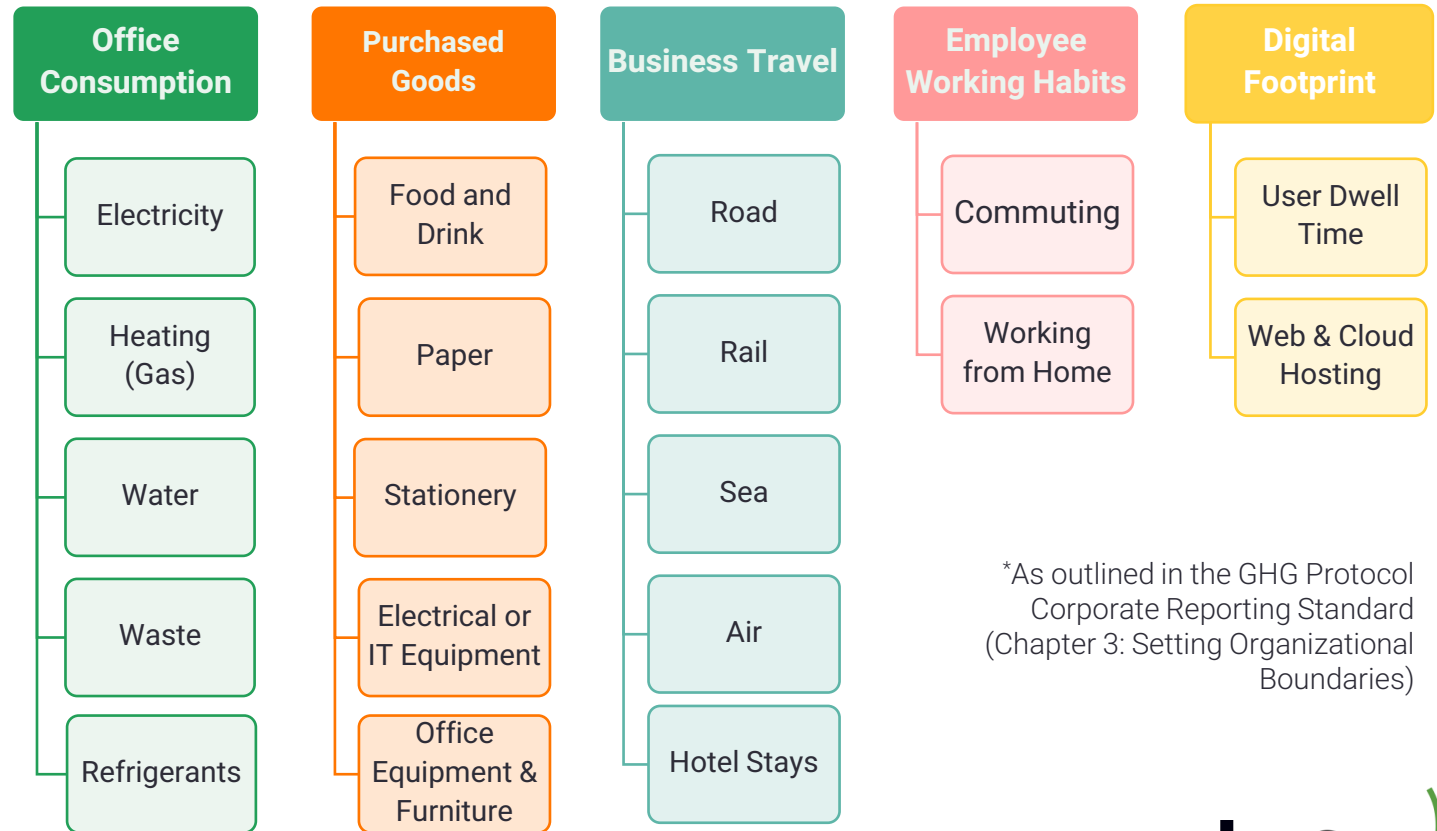 Office
Consumption
Electricity
Heating
(Gas)
Water
Waste
Refrigerants
Purchased
Goods
Food and
Drink
Paper
Stationery
Electrical or
IT Equipment
Office
Equipment &
Furniture
Business Travel
Road
Rail
Sea
Air
Hotel Stays
Employee
Working Habits
Commuting
Working
from Home
Digital
Footprint
User Dwell
Time
Web & Cloud
Hosting
*As outlined in the GHG Protocol
Corporate Reporting Standard
(Chapter 3: Setting Organizational
Boundaries)